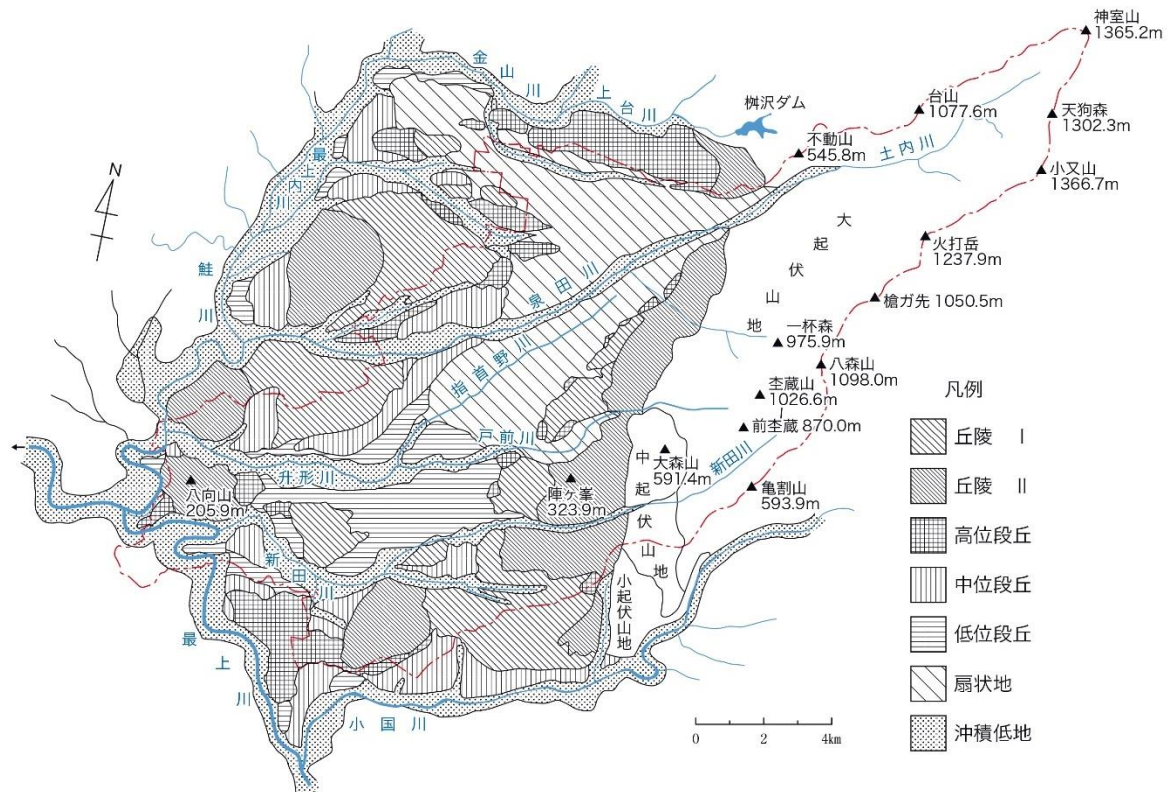 神室山
1365.2m
金山川
上台川
桝沢ダム
台山
1077.6m
天狗森
1302.3m
不動山
545.8m
土内川
小又山
1366.7m
最上内川
N
大起伏山地
火打岳
1237.9m
鮭川
泉田川
槍ガ先 1050.5m
指首野川
一杯森
975.9m
八森山
1098.0m
杢蔵山
1026.6m
前杢蔵 870.0m
戸前川
新田川
中起伏山地
大森山
591.4m
升形川
八向山
205.9m
陣ヶ峯
323.9m
亀割山
593.9m
新田川
小起伏山地
最上川
小国川
0 2 4km
凡例
丘陵 Ⅰ
丘陵 Ⅱ
高位段丘
中位段丘
低位段丘
扇状地
沖積低地